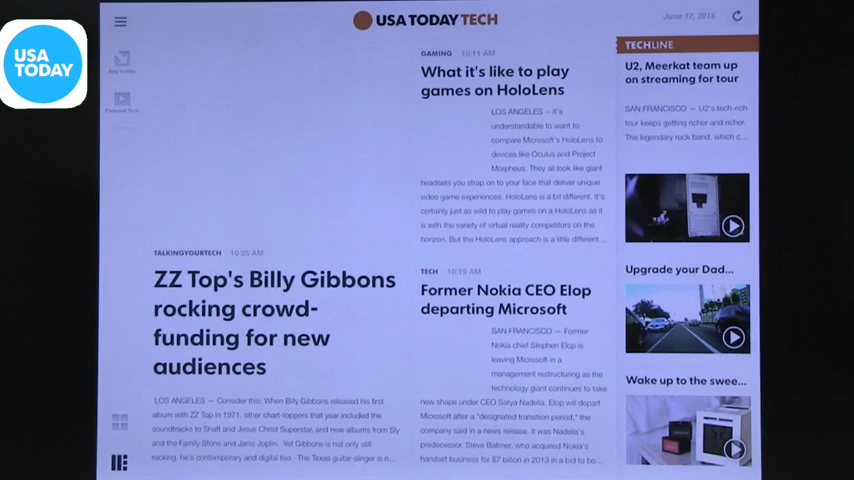 USA TODAY TECH
June 17, 2015
USA
TODAY
TALKINGYOURTECH 10:25 AM
ZZ Top's Billy Gibbons
rocking crowd-
funding for new
audiences
LOS ANGELES — Consider this: When Billy Gibbons released his first
album with ZZ Top in 1971, other chart-toppers that year included the
soundtracks to Shaft and Jesus Christ Superstar, and new albums from Sly
and the Family Stone and Janis Joplin. Yet Gibbons is not only still
rocking, he's contemporary and digital too. The Texas guitar-slinger is n...
GAMING 10:11 AM
What it's like to play
games on HoloLens
LOS ANGELES — It's
understandable to want to
compare Microsoft's HoloLens to
devices like Oculus and Project
Morpheus. They all look like giant
headsets you strap on to your face that deliver unique
video game experiences. HoloLens is a bit different. It's
certainly just as wild to play games on a HoloLens as it
is with the variety of virtual reality competitors on the
horizon. But the HoloLens approach is a little different...
TECH 10:19 AM
Former Nokia CEO Elop
departing Microsoft
SAN FRANCISCO — Former
Nokia chief Stephen Elop is
leaving Microsoft in a
management restructuring as the
technology giant continues to take
new shape under CEO Satya Nadella. Elop will depart
Microsoft after a "designated transition period," the
company said in a news release. It was Nadella's
predecessor, Steve Ballmer, who acquired Nokia's
handset business for $7 billion in 2013 in a bid to bo...
TECHLINE
U2, Meerkat team up
on streaming for tour
SAN FRANCISCO — U2's tech-rich
tour keeps getting richer and richer.
The legendary rock band, which c...
Upgrade your Dad...
Wake up to the swee...